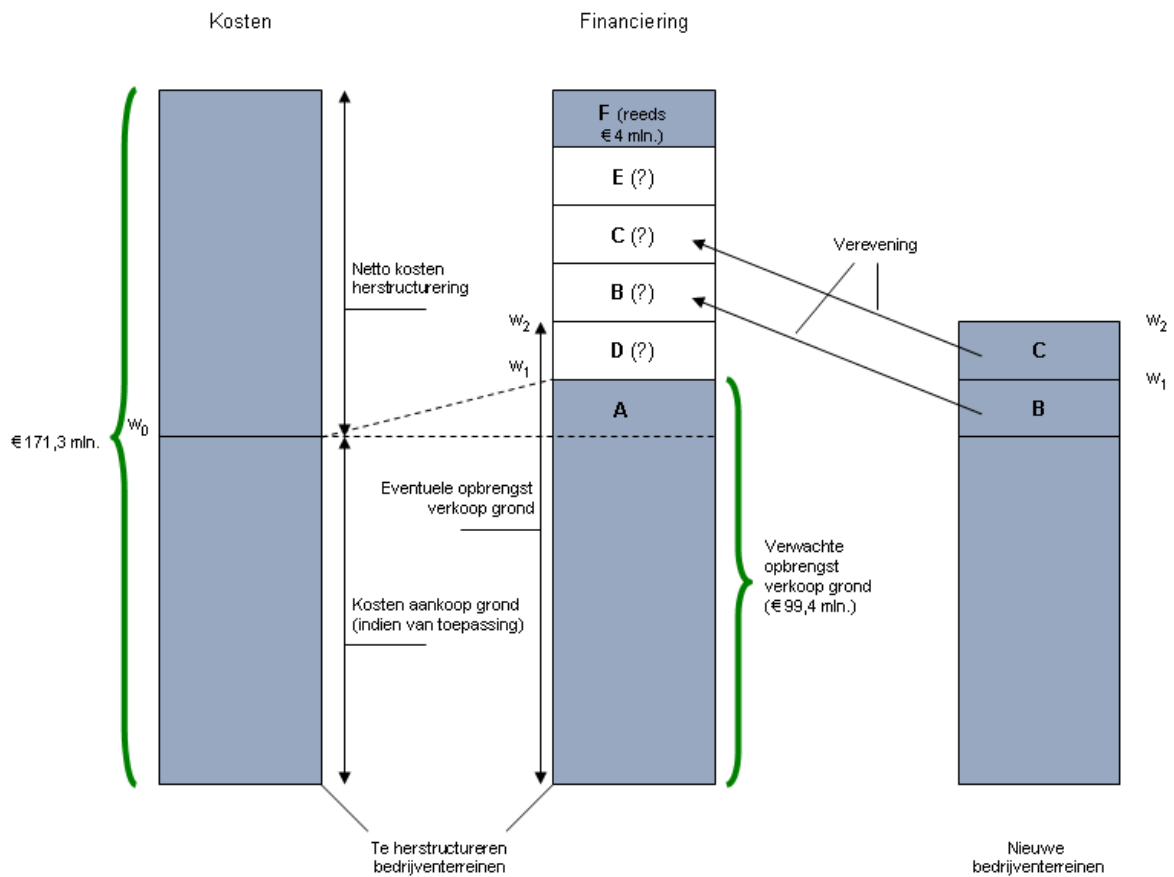 Kosten
Financiering
F (reeds
€ 4 mln.)
E (?)
C (?)
Verevening
Netto kosten
herstructurering
B (?)
W2
W2
D (?)
C
W1
W1
A
B
W0
€ 171,3 mln.
Eventuele opbrengst
verkoop grond
Verwachte
opbrengst
verkoop grond
(€ 99,4 mln.)
Kosten aankoop grond
(indien van toepassing)
Te herstructureren
bedrijventerreinen
Nieuwe
bedrijventerreinen